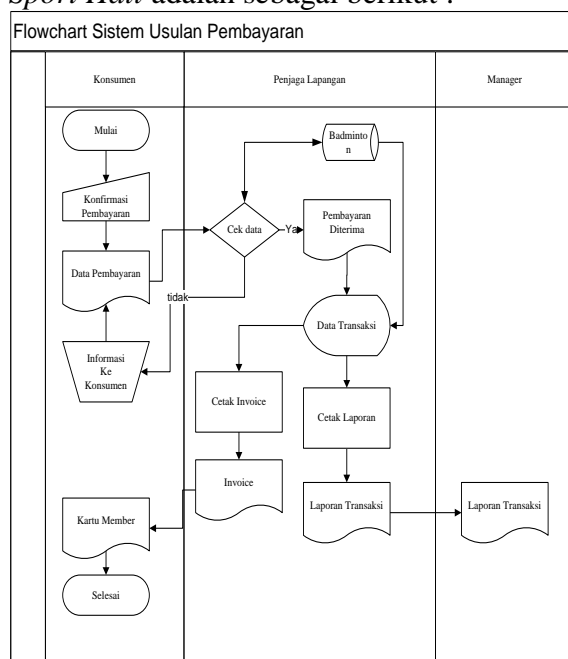 Sport Hall adalah sebagai berikut :
Flowchart Sistem Usulan Pembayaran
Konsumen
Penjaga Lapangan
Manager
Mulai
Konfirmasi
Pembayaran
Data Pembayaran
Informasi
Ke
Konsumen
Kartu Member
Selesai
Badminto
n
Cek data
Ya
tidak
Pembayaran
Diterima
Data Transaksi
Cetak Invoice
Cetak Laporan
Invoice
Laporan Transaksi
Laporan Transaksi